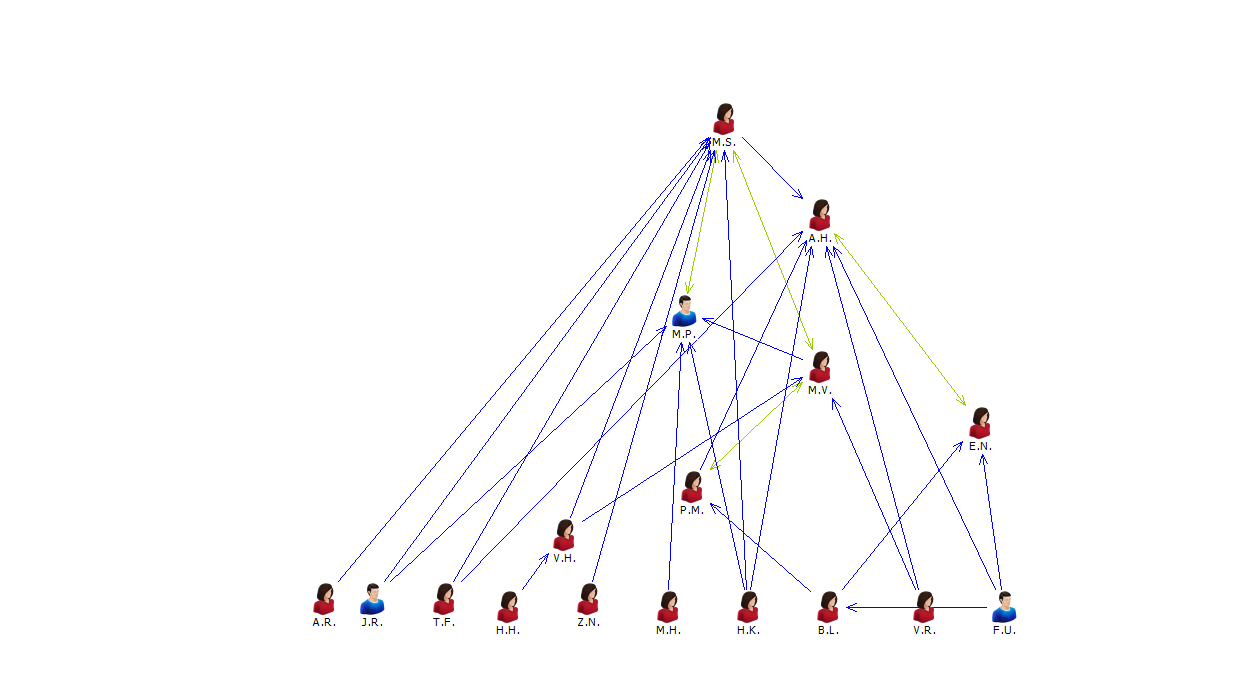 M.S.
A.H.
M.P.
M.V.
E.N.
P.M.
V.H.
A.R.
J.R.
T.F.
H.H.
Z.N.
M.H.
H.K.
B.L.
V.R.
F.U.